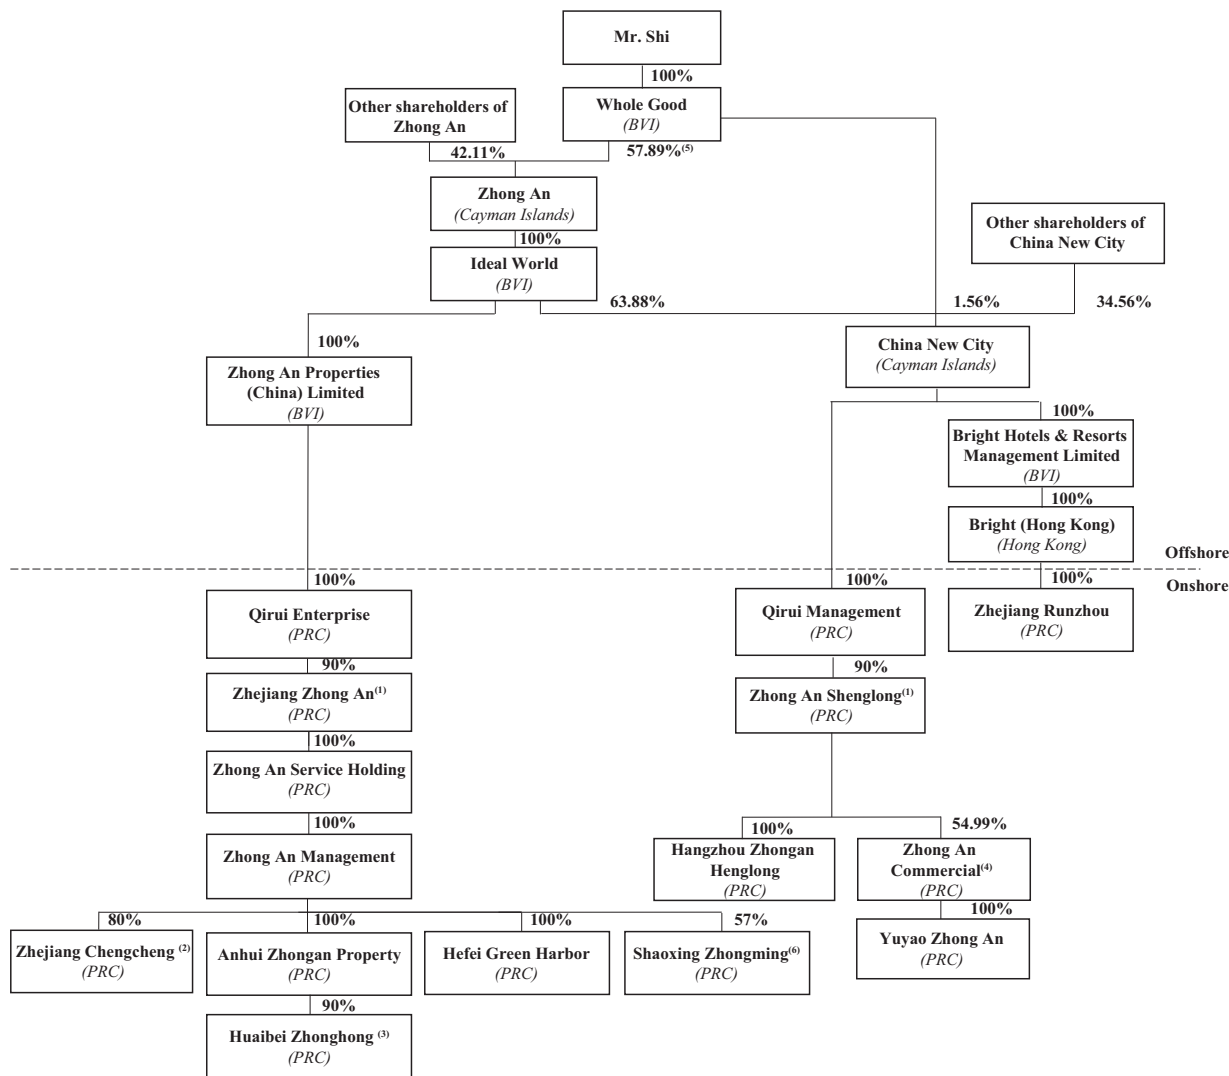 Mr. Shi
100%
Other shareholders of
Zhong An
Whole Good
(BVI)
42.11%
57.89%(5)
Zhong An
(Cayman Islands)
100%
Ideal World
(BVI)
Other shareholders of
China New City
63.88%
1.56%
34.56%
100%
Zhong An Properties
(China) Limited
(BVI)
China New City
(Cayman Islands)
100%
Bright Hotels & Resorts
Management Limited
(BVI)
100%
Bright (Hong Kong)
(Hong Kong)
Offshore
Onshore
100%
100%
100%
Qirui Enterprise
(PRC)
Qirui Management
(PRC)
Zhejiang Runzhou
(PRC)
90%
90%
Zhejiang Zhong An(1)
(PRC)
Zhong An Shenglong(1)
(PRC)
100%
Zhong An Service Holding
(PRC)
100%
Zhong An Management
(PRC)
100%
54.99%
Hangzhou Zhongan
Henglong
(PRC)
Zhong An
Commercial(4)
(PRC)
80%
100%
100%
57%
100%
Zhejiang Chengcheng (2)
(PRC)
Anhui Zhongan Property
(PRC)
Hefei Green Harbor
(PRC)
Shaoxing Zhongming(6)
(PRC)
Yuyao Zhong An
(PRC)
90%
Huaibei Zhonghong (3)
(PRC)